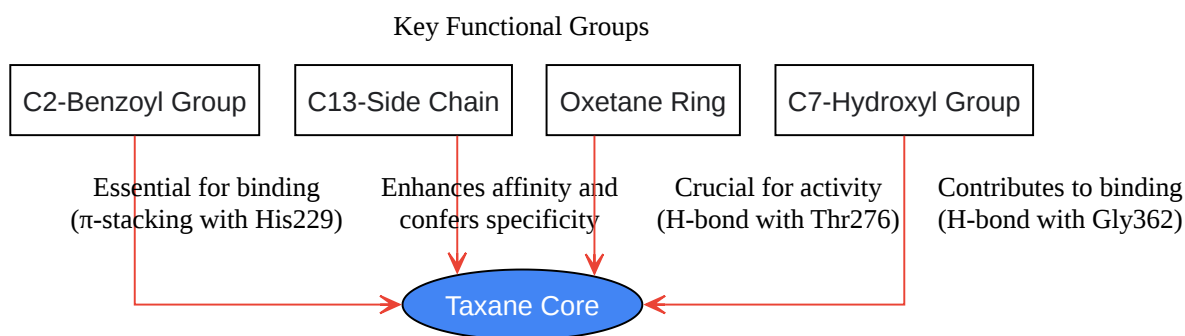 Key Functional Groups
C2-Benzoyl Group
C13-Side Chain
Oxetane Ring
C7-Hydroxyl Group
Essential for binding
(π-stacking with His229)
Enhances affinity and
confers specificity
Crucial for activity
(H-bond with Thr276)
Contributes to binding
(H-bond with Gly362)
Taxane Core